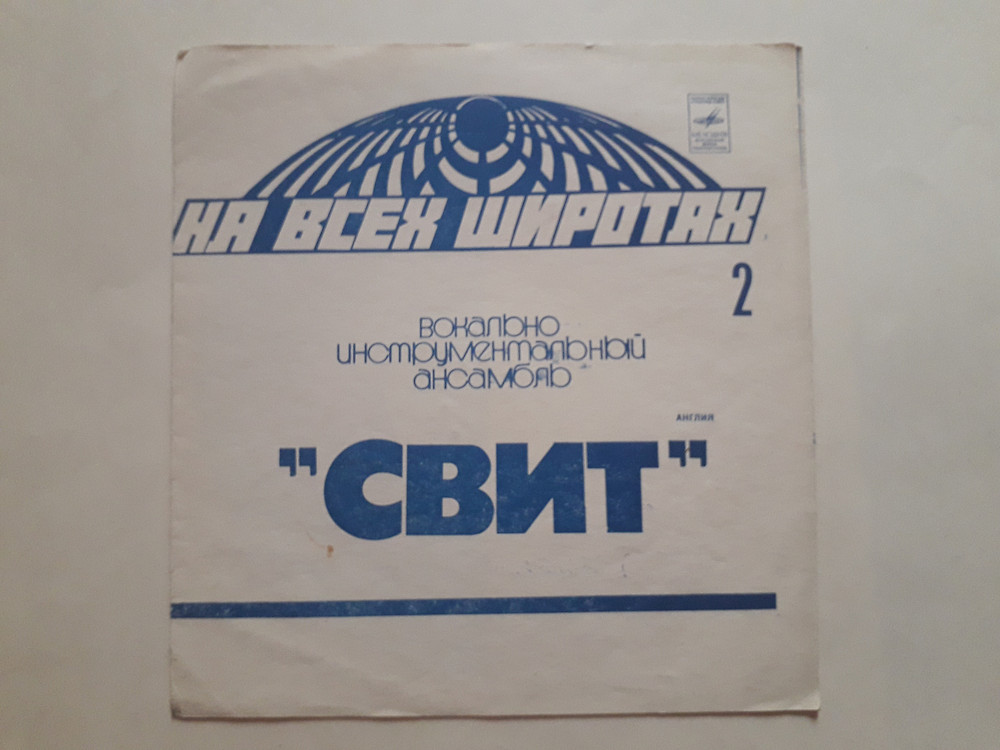 НА ВСЕХ ШИРОТАХ
2
вокально
инструментальный
ансамбль
АНГЛИЯ
"СВИТ"